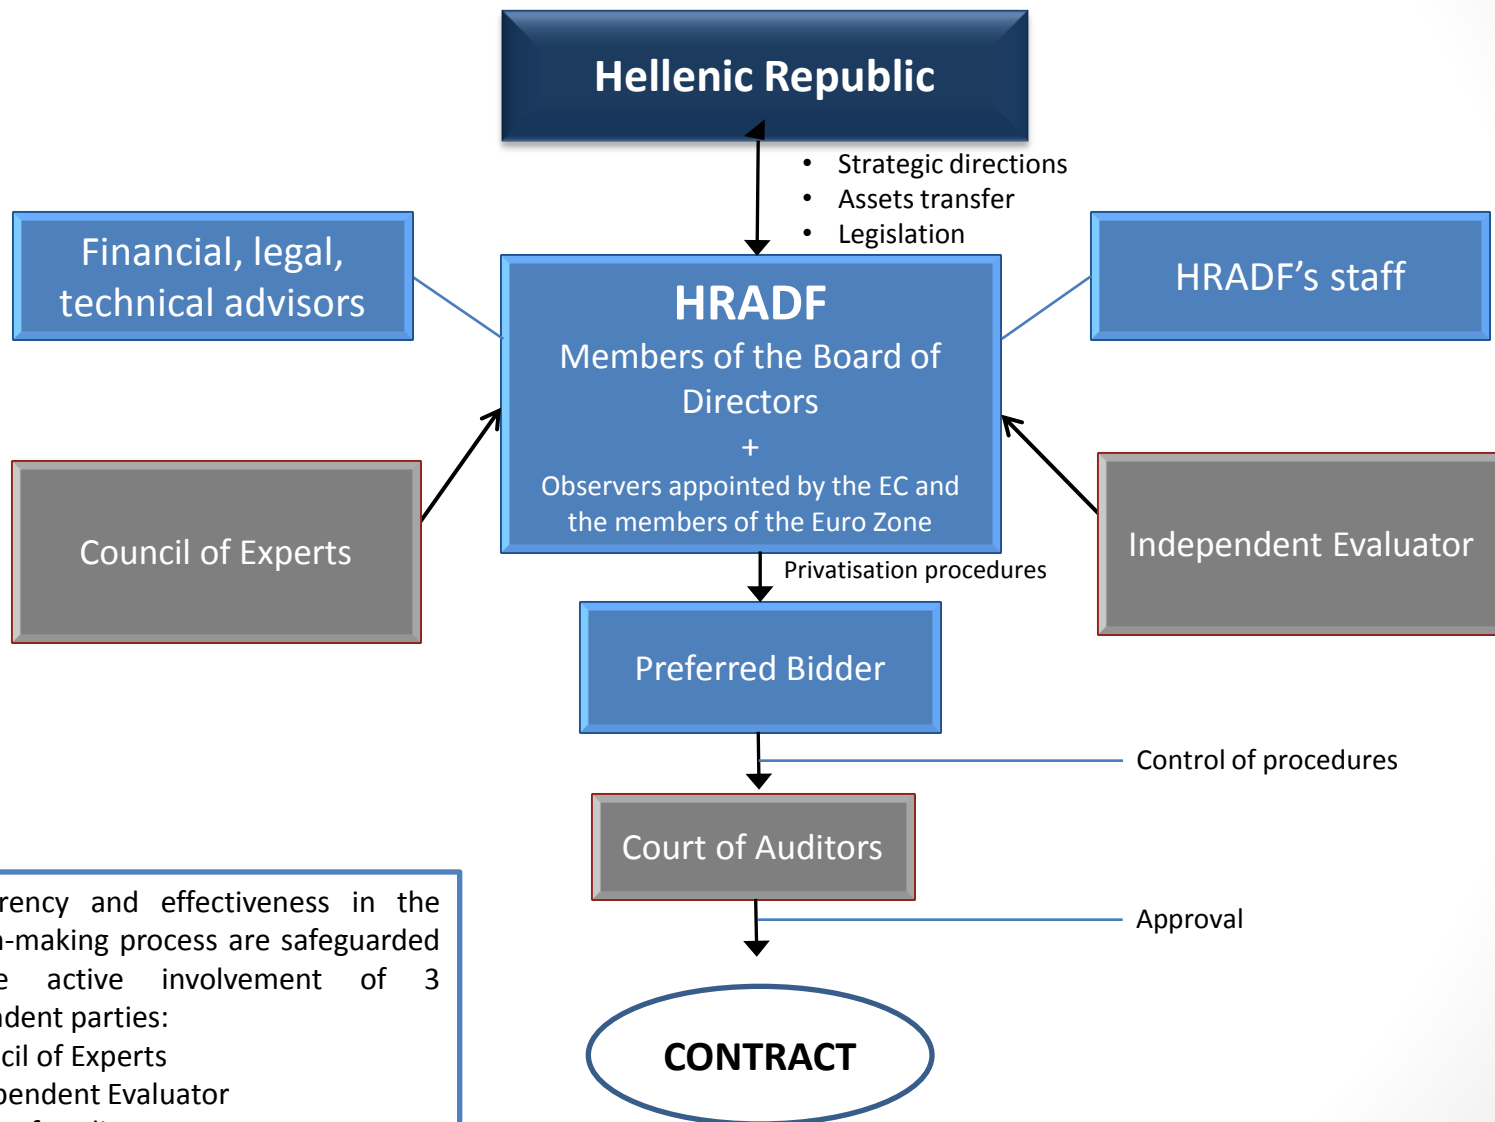 Hellenic Republic
• Strategic directions
• Assets transfer
• Legislation
Financial, legal,
technical advisors
HRADF's staff
HRADF
Members of the Board of
Directors
+
Observers appointed by the EC and
the members of the Euro Zone
Council of Experts
Independent Evaluator
Privatisation procedures
Preferred Bidder
Control of procedures
Court of Auditors
Approval
CONTRACT
and effectiveness in the
process are safeguarded
active involvement of 3
parties:
of Experts
Evaluator